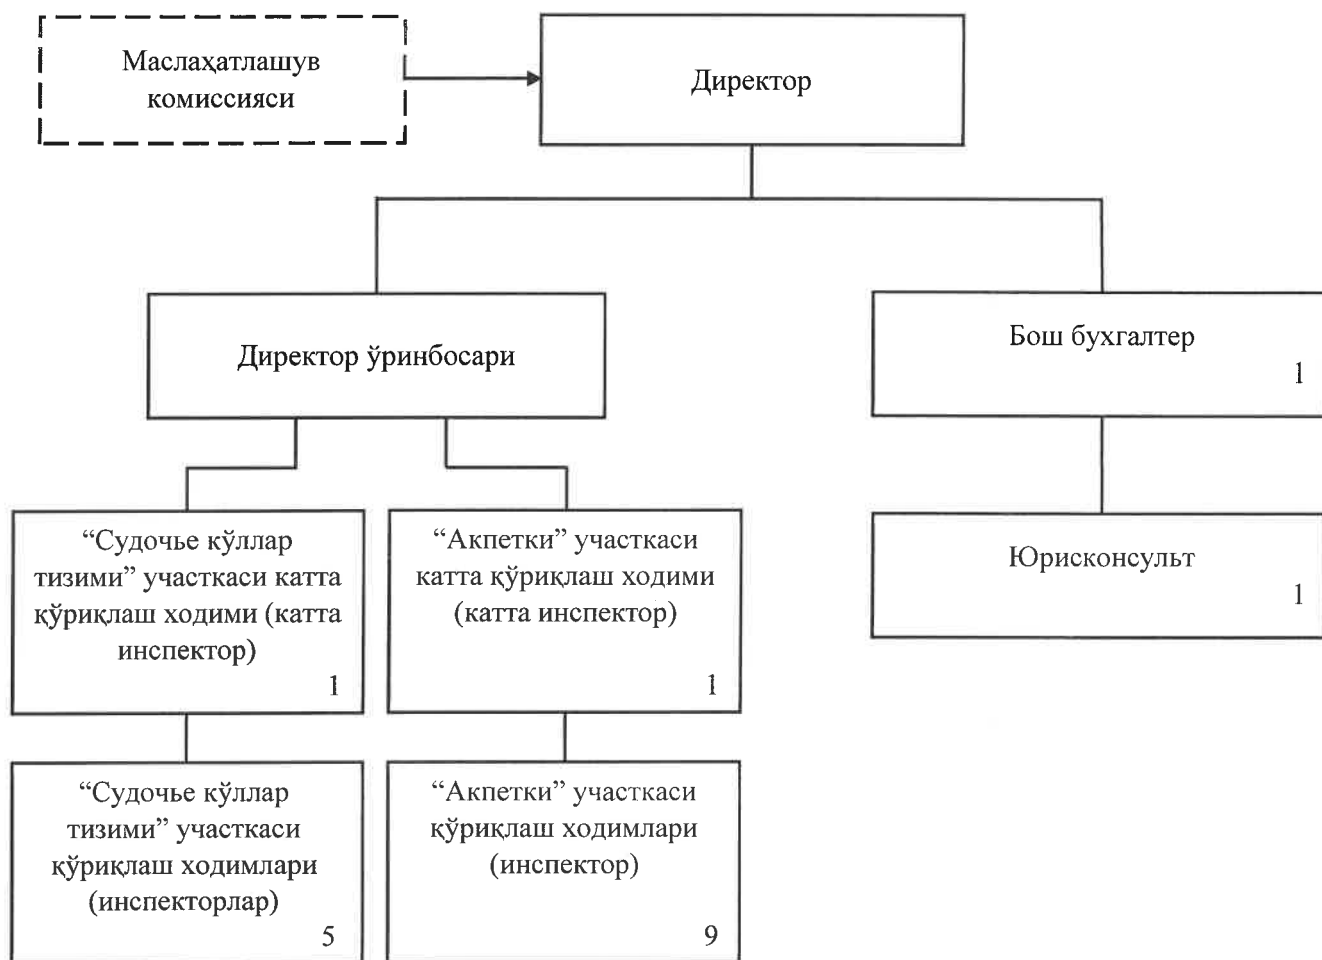 Маслаҳатлашув
комиссияси
Директор
Директор ўринбосари
Бош бухгалтер
1
“Судочье кўллар
тизими” участкаси катта
қўриқлаш ходими (катта
инспектор)
1
“Акпетки” участкаси
катта қўриқлаш ходими
(катта инспектор)
1
Юрисконсульт
1
“Судочье кўллар
тизими” участкаси
қўриқлаш ходимлари
(инспекторлар)
5
“Акпетки” участкаси
қўриқлаш ходимлари
(инспектор)
9